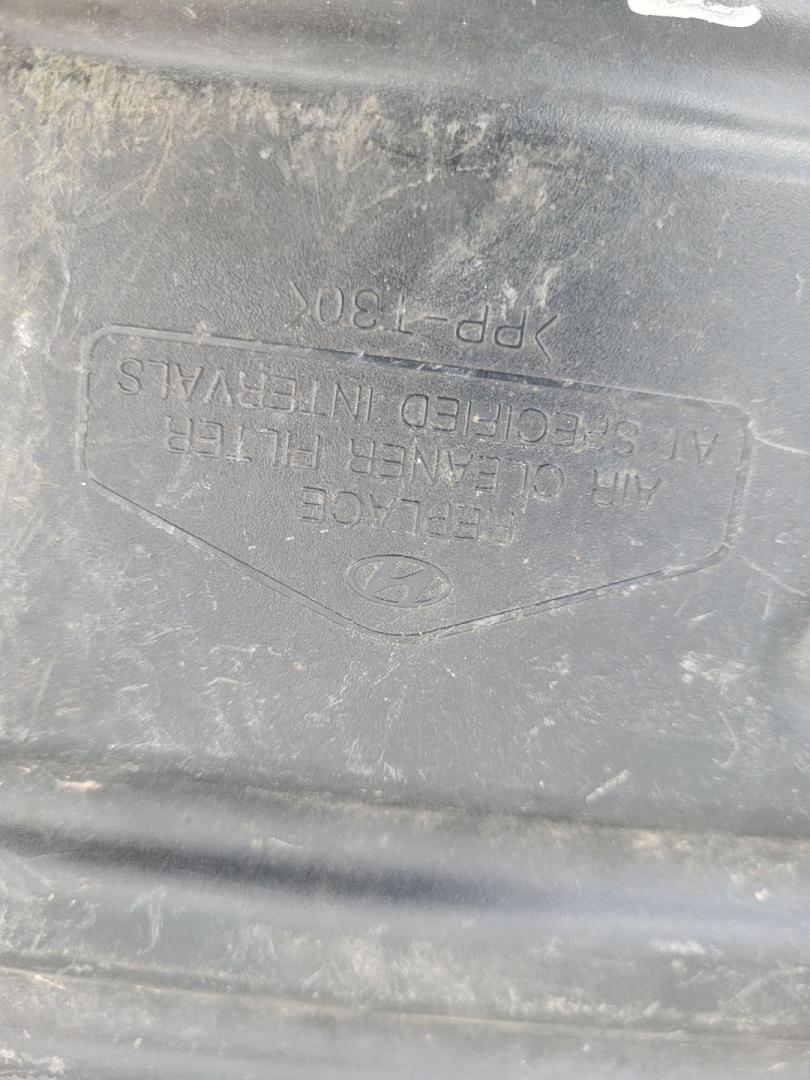 REPLACE
AIR CLEANER FILTER
AT SPECIFIED INTERVALS
>PP-T30<